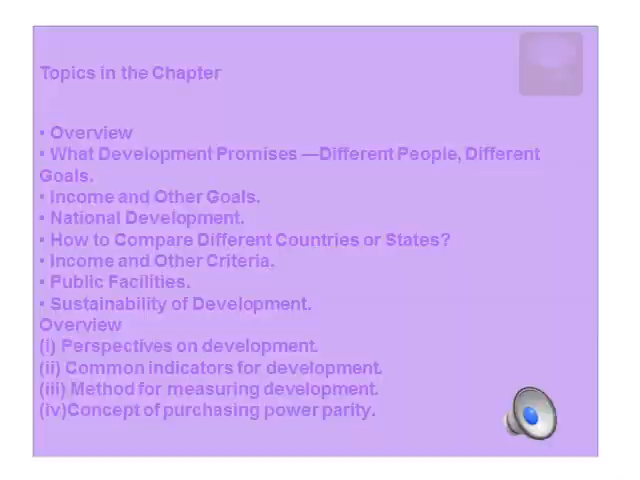 Topics in the Chapter
▪ Overview
▪ What Development Promises —Different People, Different
Goals.
▪ Income and Other Goals.
▪ National Development.
▪ How to Compare Different Countries or States?
▪ Income and Other Criteria.
▪ Public Facilities.
▪ Sustainability of Development.
Overview
(i) Perspectives on development.
(ii) Common indicators for development.
(iii) Method for measuring development.
(iv)Concept of purchasing power parity.